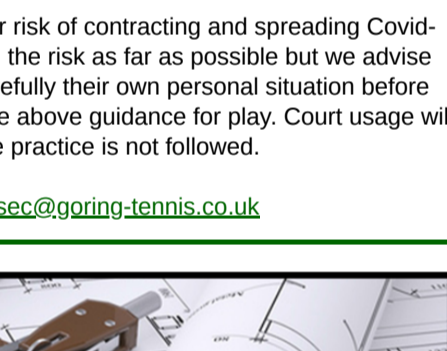 r risk of contracting and spreading Covid-
the risk as far as possible but we advise
efully their own personal situation before
e above guidance for play. Court usage wil
e practice is not followed.
sec@goring-tennis.co.uk